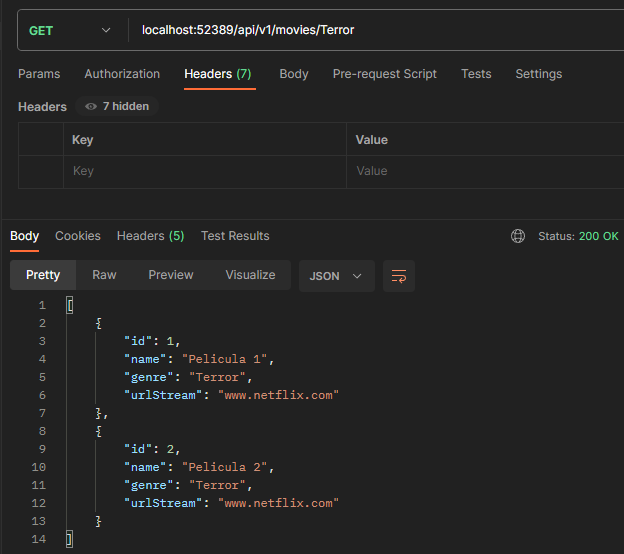 GET localhost:52389/api/v1/movies/Terror
Params Authorization Headers (7) Body Pre-request Script Tests Settings
Headers 7 hidden
Key Value
Key Value
Body Cookies Headers (5) Test Results Status: 200 OK
Pretty Raw Preview Visualize JSON
1 [
2 {
3 "id": 1,
4 "name": "Pelicula 1",
5 "genre": "Terror",
6 "urlStream": "www.netflix.com"
7 },
8 {
9 "id": 2,
10 "name": "Pelicula 2",
11 "genre": "Terror",
12 "urlStream": "www.netflix.com"
13 }
14 ]